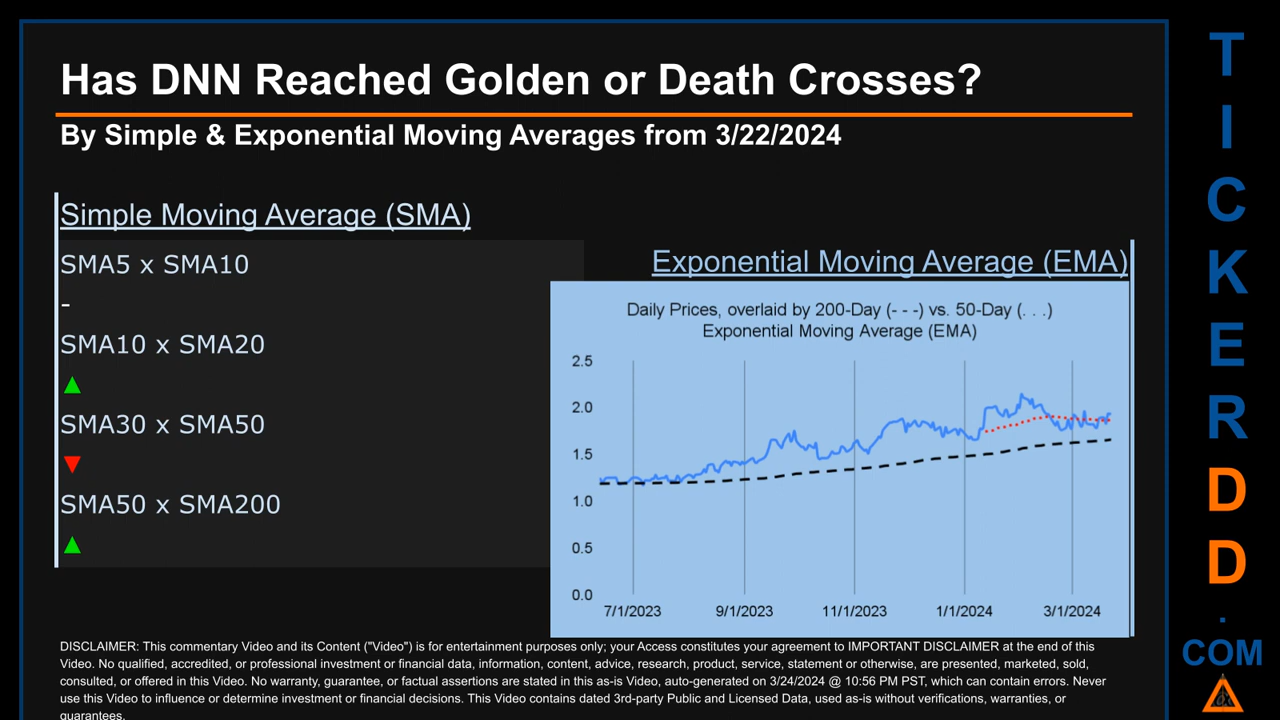 Has DNN Reached Golden or Death Crosses?
By Simple & Exponential Moving Averages from 3/22/2024
Simple Moving Average (SMA)
SMA5 x SMA10
-
SMA10 x SMA20
▲
SMA30 x SMA50
▼
SMA50 x SMA200
▲
Exponential Moving Average (EMA)
Daily Prices, overlaid by 200-Day (- - -) vs. 50-Day (. . .)
Exponential Moving Average (EMA)
2.5
2.0
1.5
1.0
0.5
0.0
7/1/2023 9/1/2023 11/1/2023 1/1/2024 3/1/2024
DISCLAIMER: This commentary Video and its Content ("Video") is for entertainment purposes only; your Access constitutes your agreement to IMPORTANT DISCLAIMER at the end of this
Video. No qualified, accredited, or professional investment or financial data, information, content, advice, research, product, service, statement or otherwise, are presented, marketed, sold,
consulted, or offered in this Video. No warranty, guarantee, or factual assertions are stated in this as-is Video, auto-generated on 3/24/2024 @ 10:56 PM PST, which can contain errors. Never
use this Video to influence or determine investment or financial decisions. This Video contains dated 3rd-party Public and Licensed Data, used as-is without verifications, warranties, or
guarantees.
T
I
C
K
E
R
D
D
.
COM